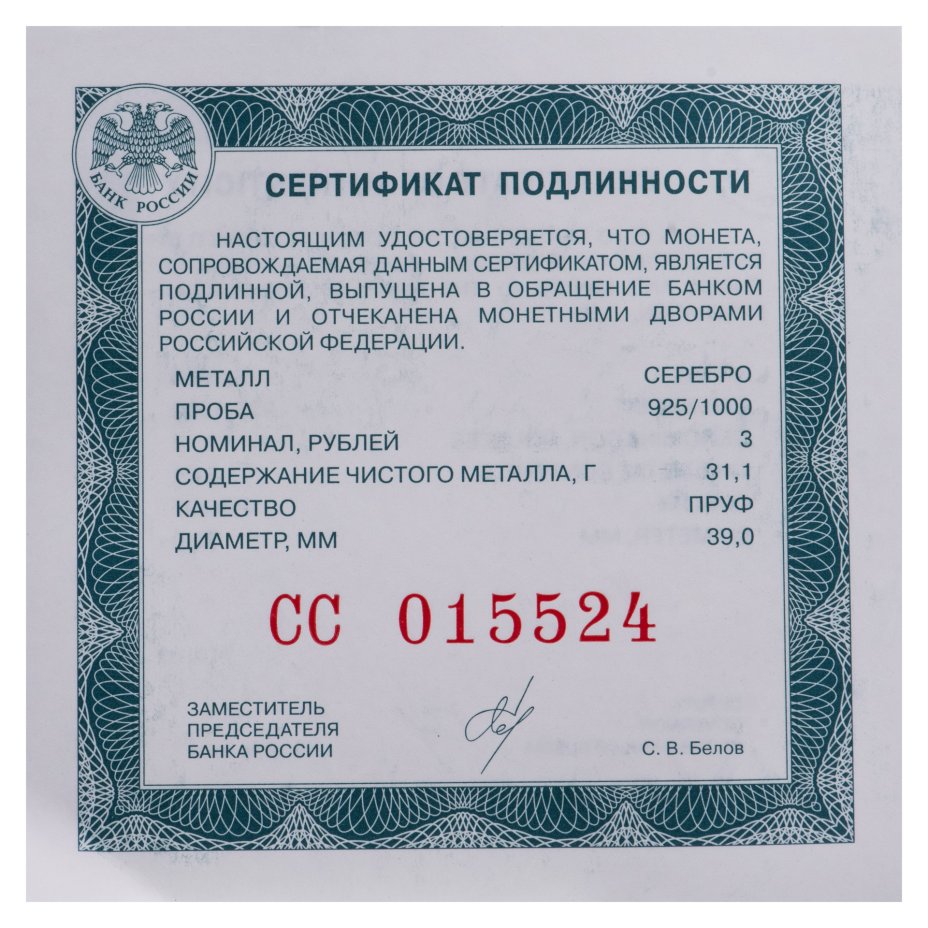 БАНК РОССИИ
СЕРТИФИКАТ ПОДЛИННОСТИ
НАСТОЯЩИМ УДОСТОВЕРЯЕТСЯ, ЧТО МОНЕТА,
СОПРОВОЖДАЕМАЯ ДАННЫМ СЕРТИФИКАТОМ, ЯВЛЯЕТСЯ
ПОДЛИННОЙ, ВЫПУЩЕНА В ОБРАЩЕНИЕ БАНКОМ
РОССИИ И ОТЧЕКАНЕНА МОНЕТНЫМИ ДВОРАМИ
РОССИЙСКОЙ ФЕДЕРАЦИИ.
МЕТАЛЛ СЕРЕБРО
ПРОБА 925/1000
НОМИНАЛ, РУБЛЕЙ 3
СОДЕРЖАНИЕ ЧИСТОГО МЕТАЛЛА, Г 31,1
КАЧЕСТВО ПРУФ
ДИАМЕТР, ММ 39,0
СС 015524
ЗАМЕСТИТЕЛЬ
ПРЕДСЕДАТЕЛЯ
БАНКА РОССИИ С. В. Белов